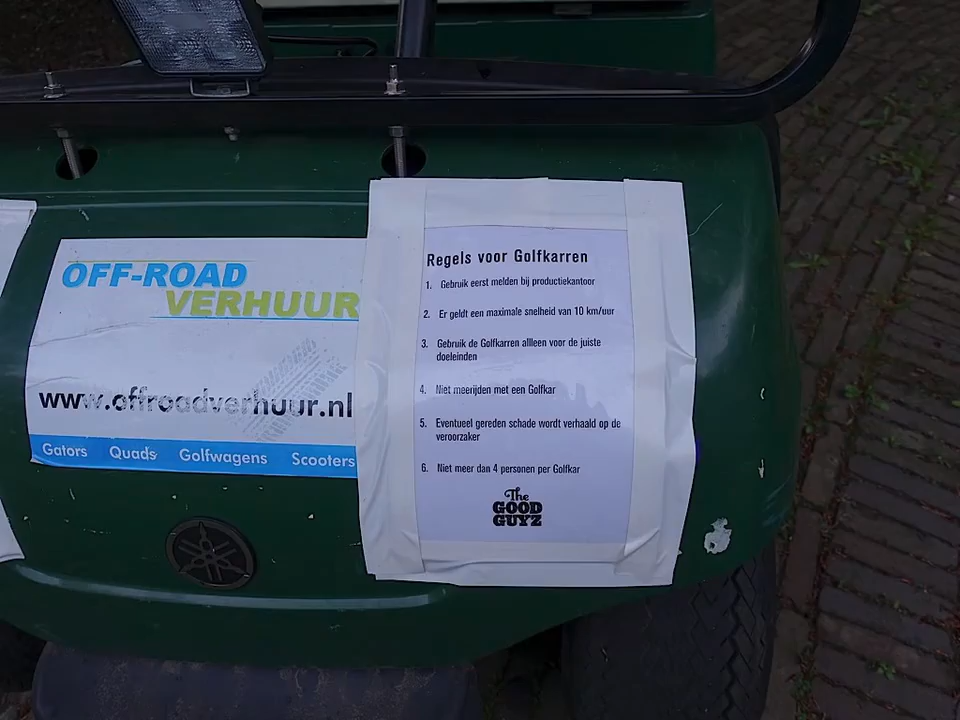 OFF-ROAD
VERHUUR
www.offroadverhuur.nl
Gators Quads Golfwagens Scooters
Regels voor Golfkarren
1. Gebruik eerst melden bij productiekantoor
2. Er geldt een maximale snelheid van 10 km/uur
3. Gebruik de Golfkarren allleen voor de juiste
doeleinden
4. Niet meerijden met een Golfkar
5. Eventueel gereden schade wordt verhaald op de
veroorzaker
6. Niet meer dan 4 personen per Golfkar
The
GOOD
GUYZ